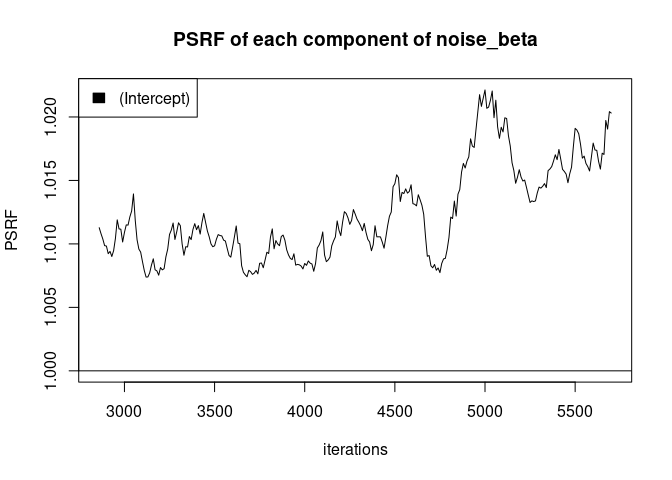 PSRF of each component of noise_beta
(Intercept)
PSRF
1.020
1.015
1.010
1.005
1.000
3000 3500 4000 4500 5000 5500
iterations